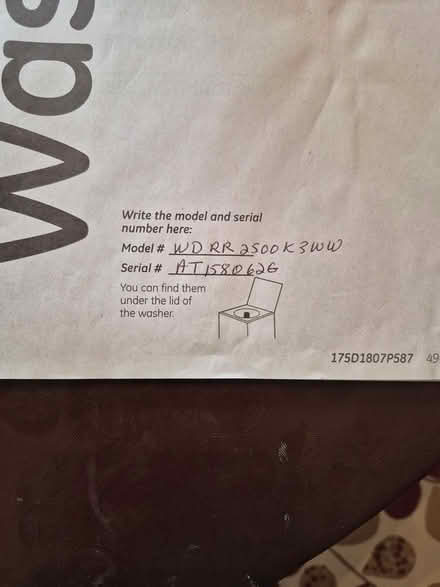 Was
Write the model and serial
number here:
Model # WDRR2500K3WW
Serial # AT158062G
You can find them
under the lid of
the washer.
175D1807P587 49